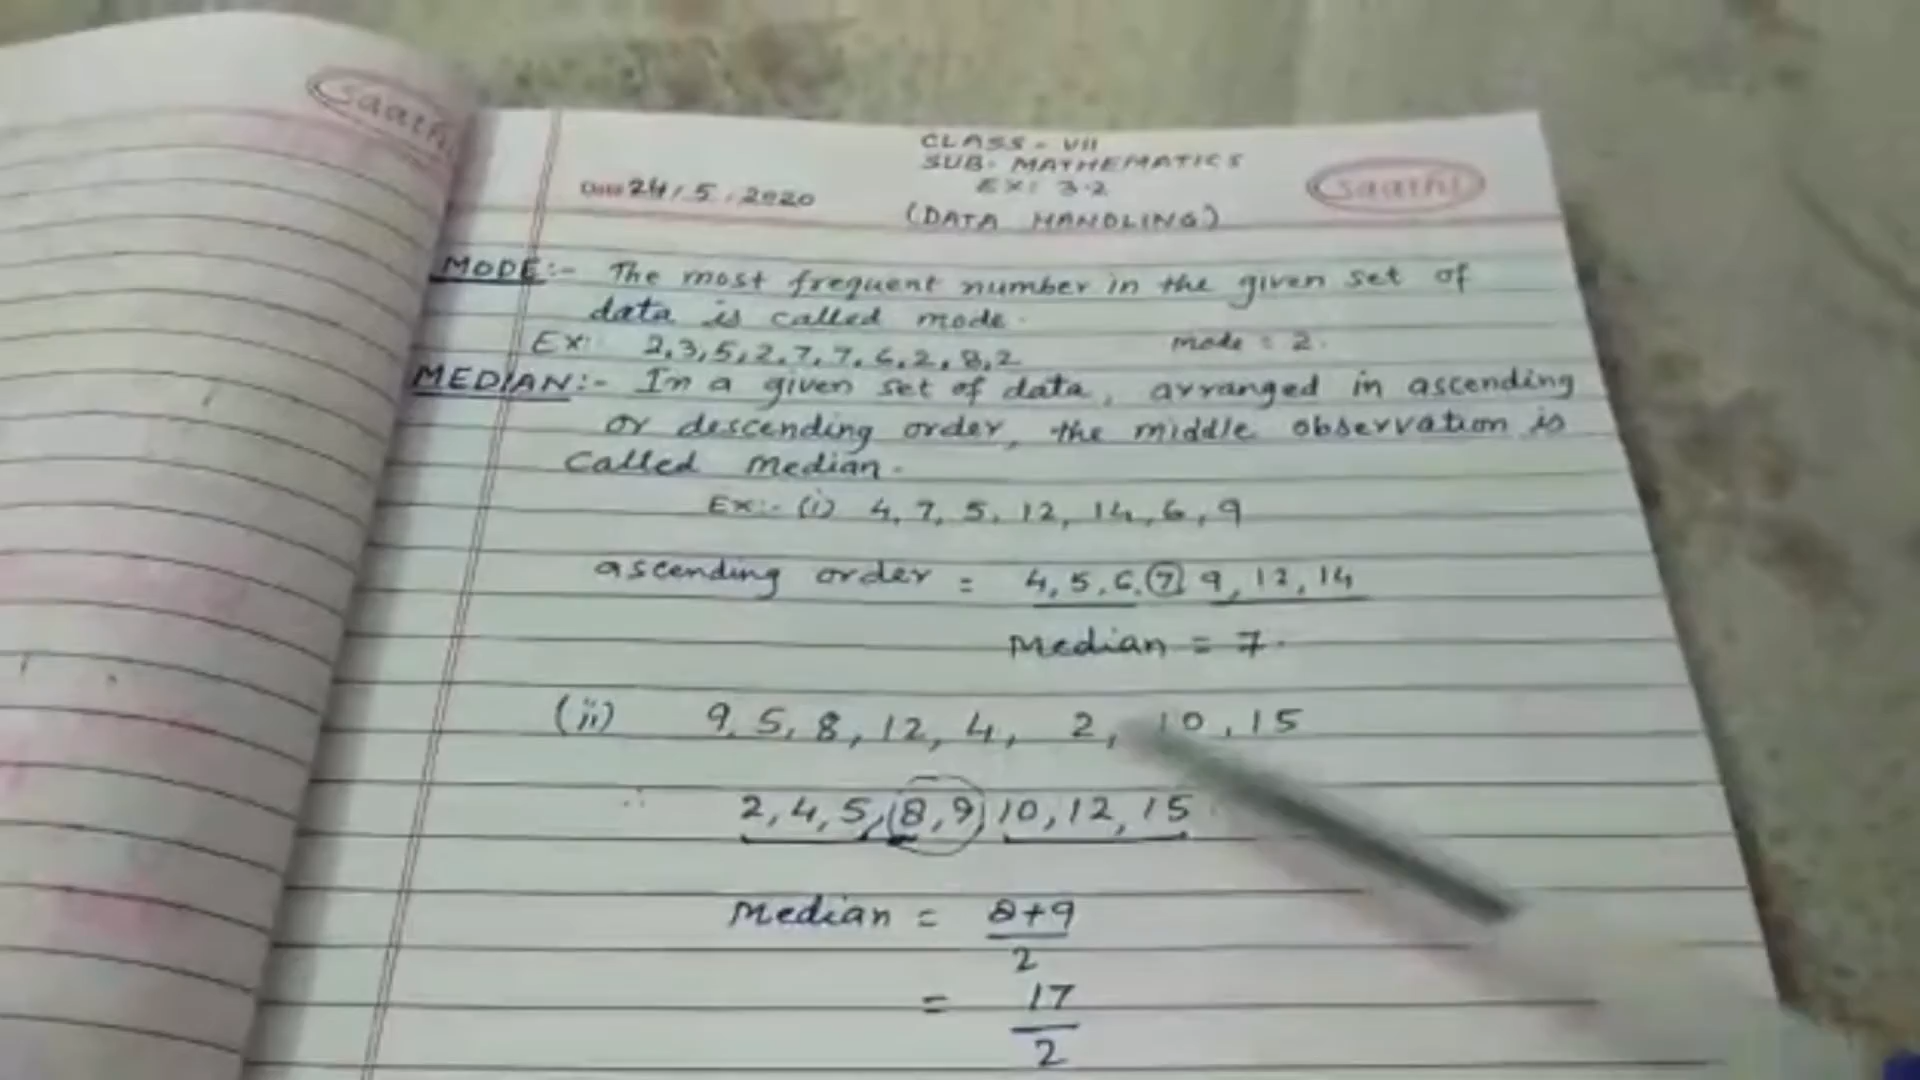 saathi
CLASS - VII
SUB- MATHEMATICS
EX: 3.2
(DATA HANDLING)
Date 24/5.2020
saathi
MODE:- The most frequent number in the given set of
data is called mode.
Ex: 2,3,5,2,7,7,6,2,8,2 mode = 2.
MEDIAN:- In a given set of data, arranged in ascending
or descending order, the middle observation is
called median.
Ex:- (i) 4, 7, 5, 12, 14, 6, 9
ascending order = 4, 5, 6, 7, 9, 12, 14
Median = 7.
(ii) 9, 5, 8, 12, 4, 2, 10, 15
∴ 2, 4, 5, (8, 9) 10, 12, 15
Median = 8+9
2
= 17
2